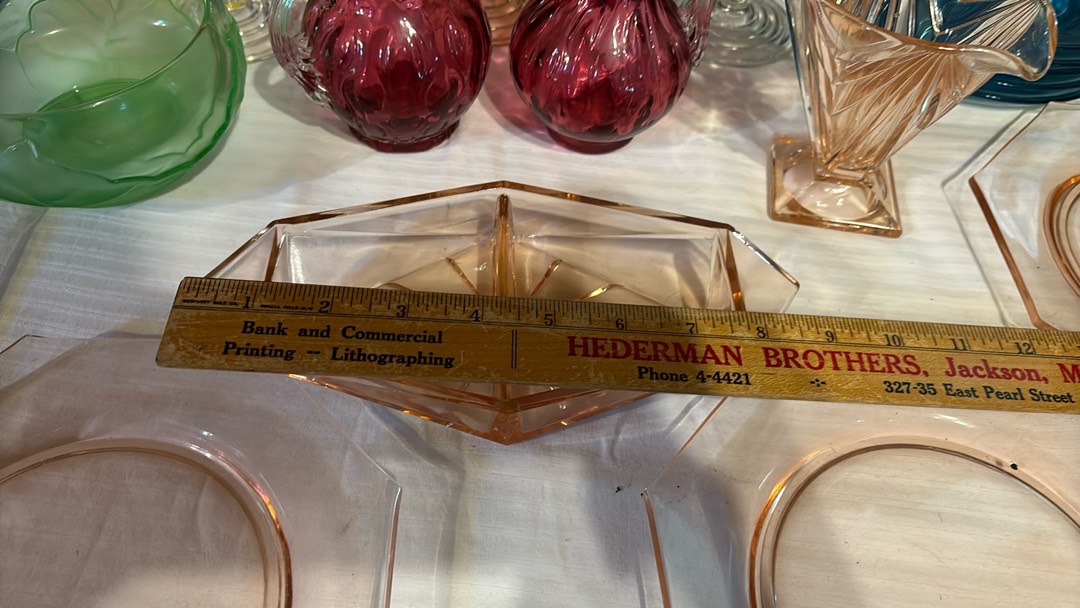 1 2 3 4 5 6 7 8 9 10 11 12
Bank and Commercial
Printing -- Lithographing
HEDERMAN BROTHERS, Jackson, M
Phone 4-4421
327-35 East Pearl Street